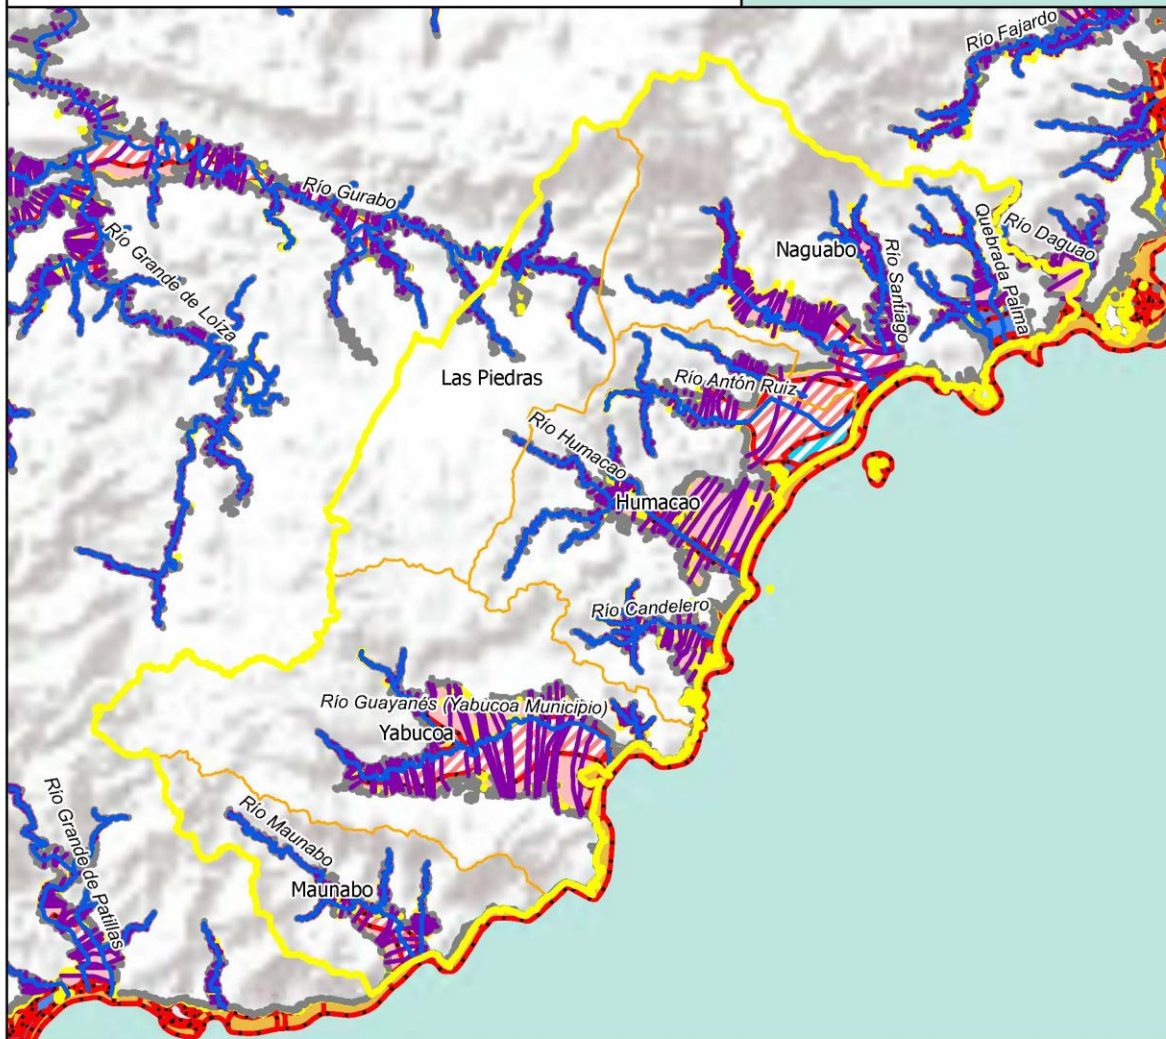 Río Fajardo
Río Gurabo
Río Grande de Loíza
Naguabo
Río Santiago
Quebrada Palma
Río Daguao
Las Piedras
Río Antón Ruiz
Río Humacao
Humacao
Río Candelero
Río Guayanés (Yabucoa Municipio)
Yabucoa
Río Maunabo
Maunabo
Río Grande de Patillas